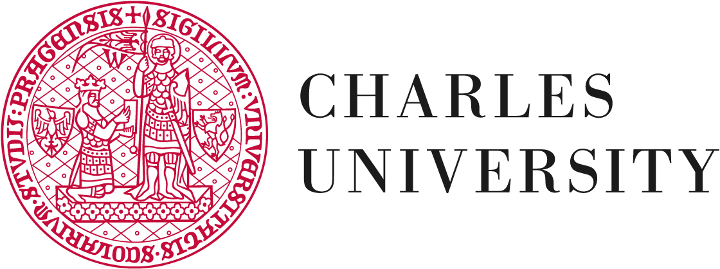 SIGILLVM · VNIVERSITATIS · SCOLARIVM · STVDII · PRAGENSIS
CHARLES
UNIVERSITY